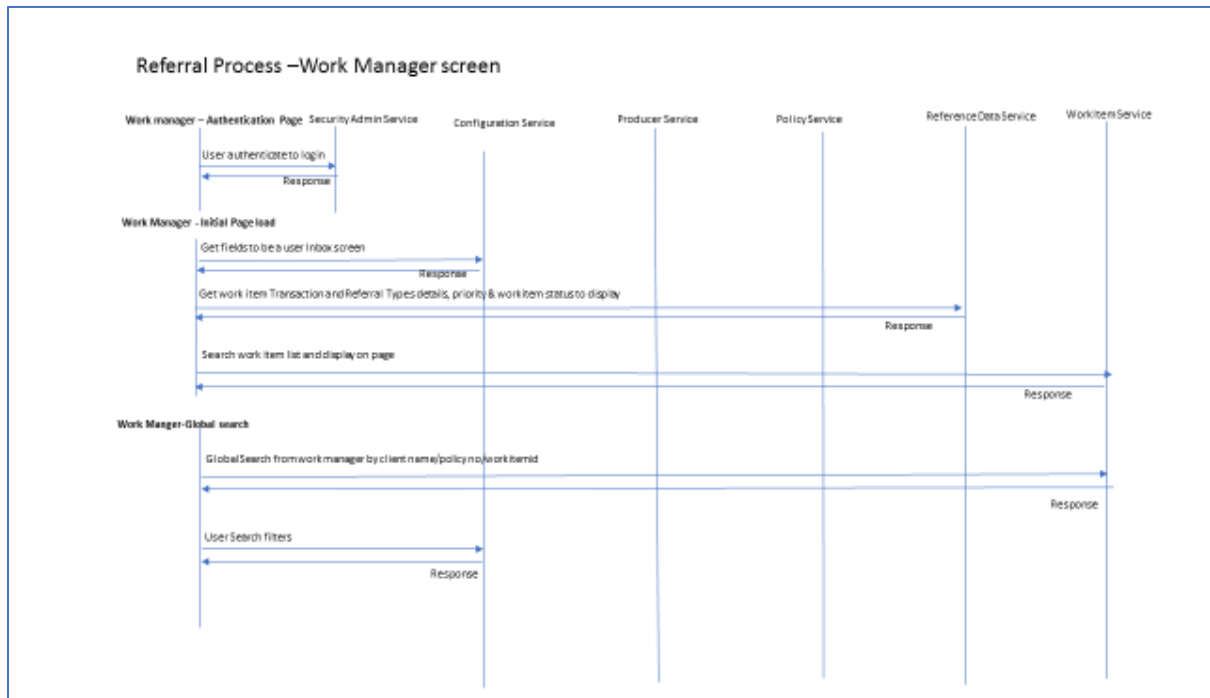 Referral Process –Work Manager screen
Work manager – Authentication Page
Security Admin Service
Configuration Service
Producer Service
Policy Service
Reference Data Service
WorkItem Service
User authenticate to login
Response
Work Manager - Initial Page load
Get fields to be a user Inbox screen
Response
Get work item Transaction and Referral Types details, priority & work item status to display
Response
Search work item list and display on page
Response
Work Manger-Global search
Global Search from work manager by client name/policy no/workitemid
Response
User Search filters
Response